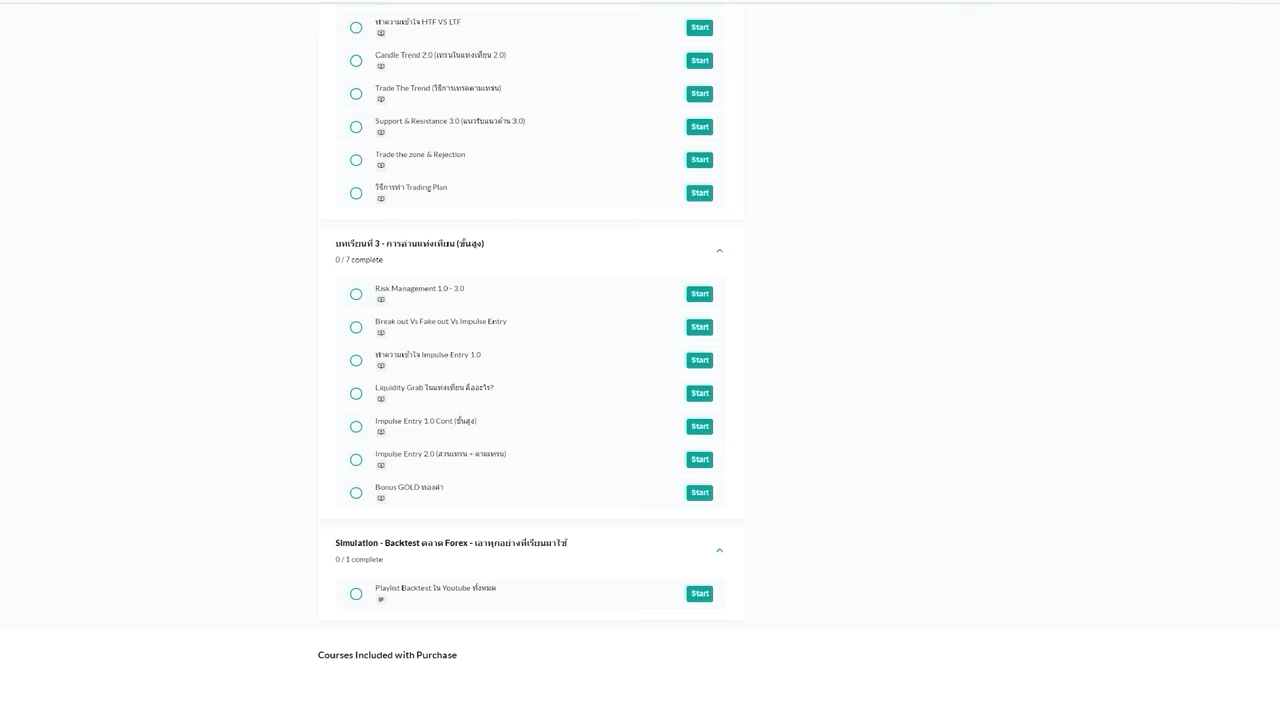 ทำความเข้าใจ HTF VS LTF
Start
Candle Trend 2.0 (เทรนในแท่งเทียน 2.0)
Start
Trade The Trend (วิธีการเทรดตามเทรน)
Start
Support & Resistance 3.0 (แนวรับแนวต้าน 3.0)
Start
Trade the zone & Rejection
Start
วิธีการทำ Trading Plan
Start
บทเรียนที่ 3 - การอ่านแท่งเทียน (ขั้นสูง)
0 / 7 complete
Risk Management 1.0 - 3.0
Start
Break out Vs Fake out Vs Impulse Entry
Start
ทำความเข้าใจ Impulse Entry 1.0
Start
Liquidity Grab ในแท่งเทียน คืออะไร?
Start
Impulse Entry 1.0 Cont (ขั้นสูง)
Start
Impulse Entry 2.0 (สวนเทรน + ตามเทรน)
Start
Bonus GOLD ทองคำ
Start
Simulation - Backtest ตลาด Forex - เอาทุกอย่างที่เรียนมาใช้
0 / 1 complete
Playlist Backtest ใน Youtube ทั้งหมด
Start
Courses Included with Purchase